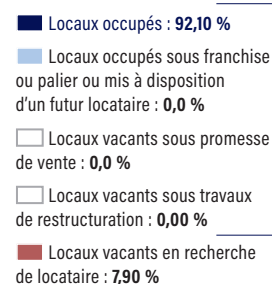 Locaux occupés : 92,10 %
Locaux occupés sous franchise
ou palier ou mis à disposition
d'un futur locataire : 0,0 %
Locaux vacants sous promesse
de vente : 0,0 %
Locaux vacants sous travaux
de restructuration : 0,00 %
Locaux vacants en recherche
de locataire : 7,90 %